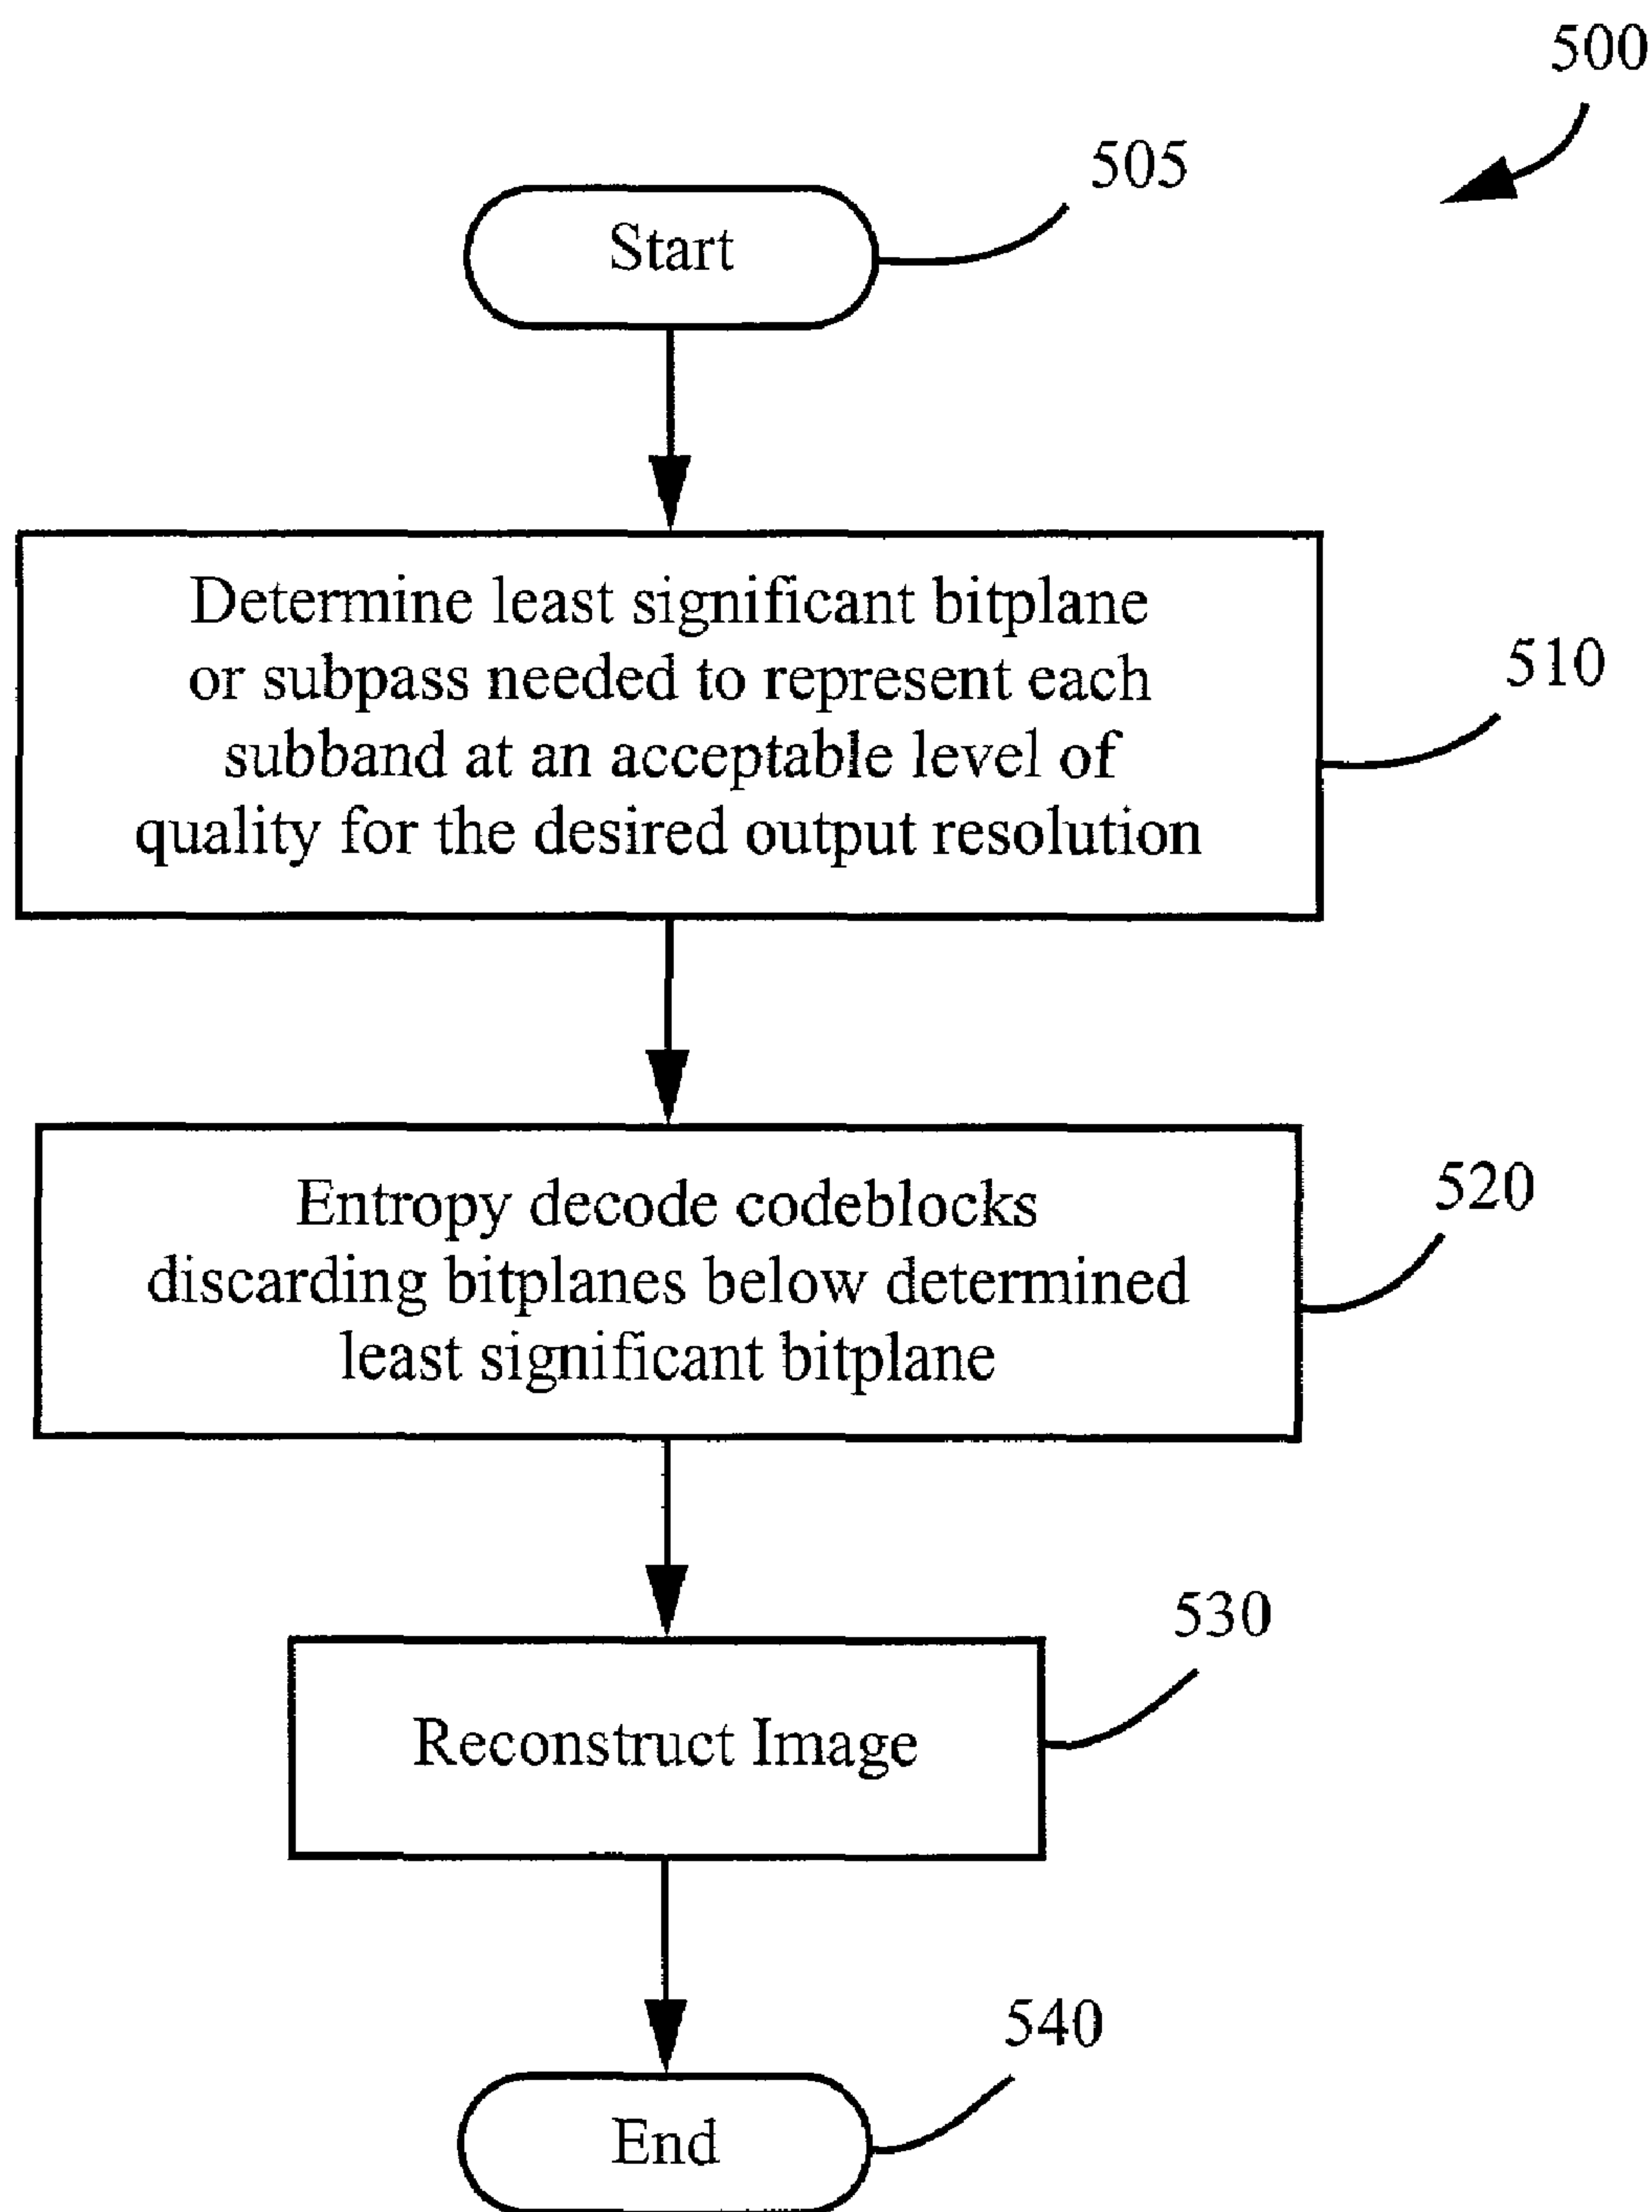 500
505
Start
Determine least significant bitplane
or subpass needed to represent each
subband at an acceptable level of
quality for the desired output resolution
510
Entropy decode codeblocks
discarding bitplanes below determined
least significant bitplane
520
530
Reconstruct Image
540
End